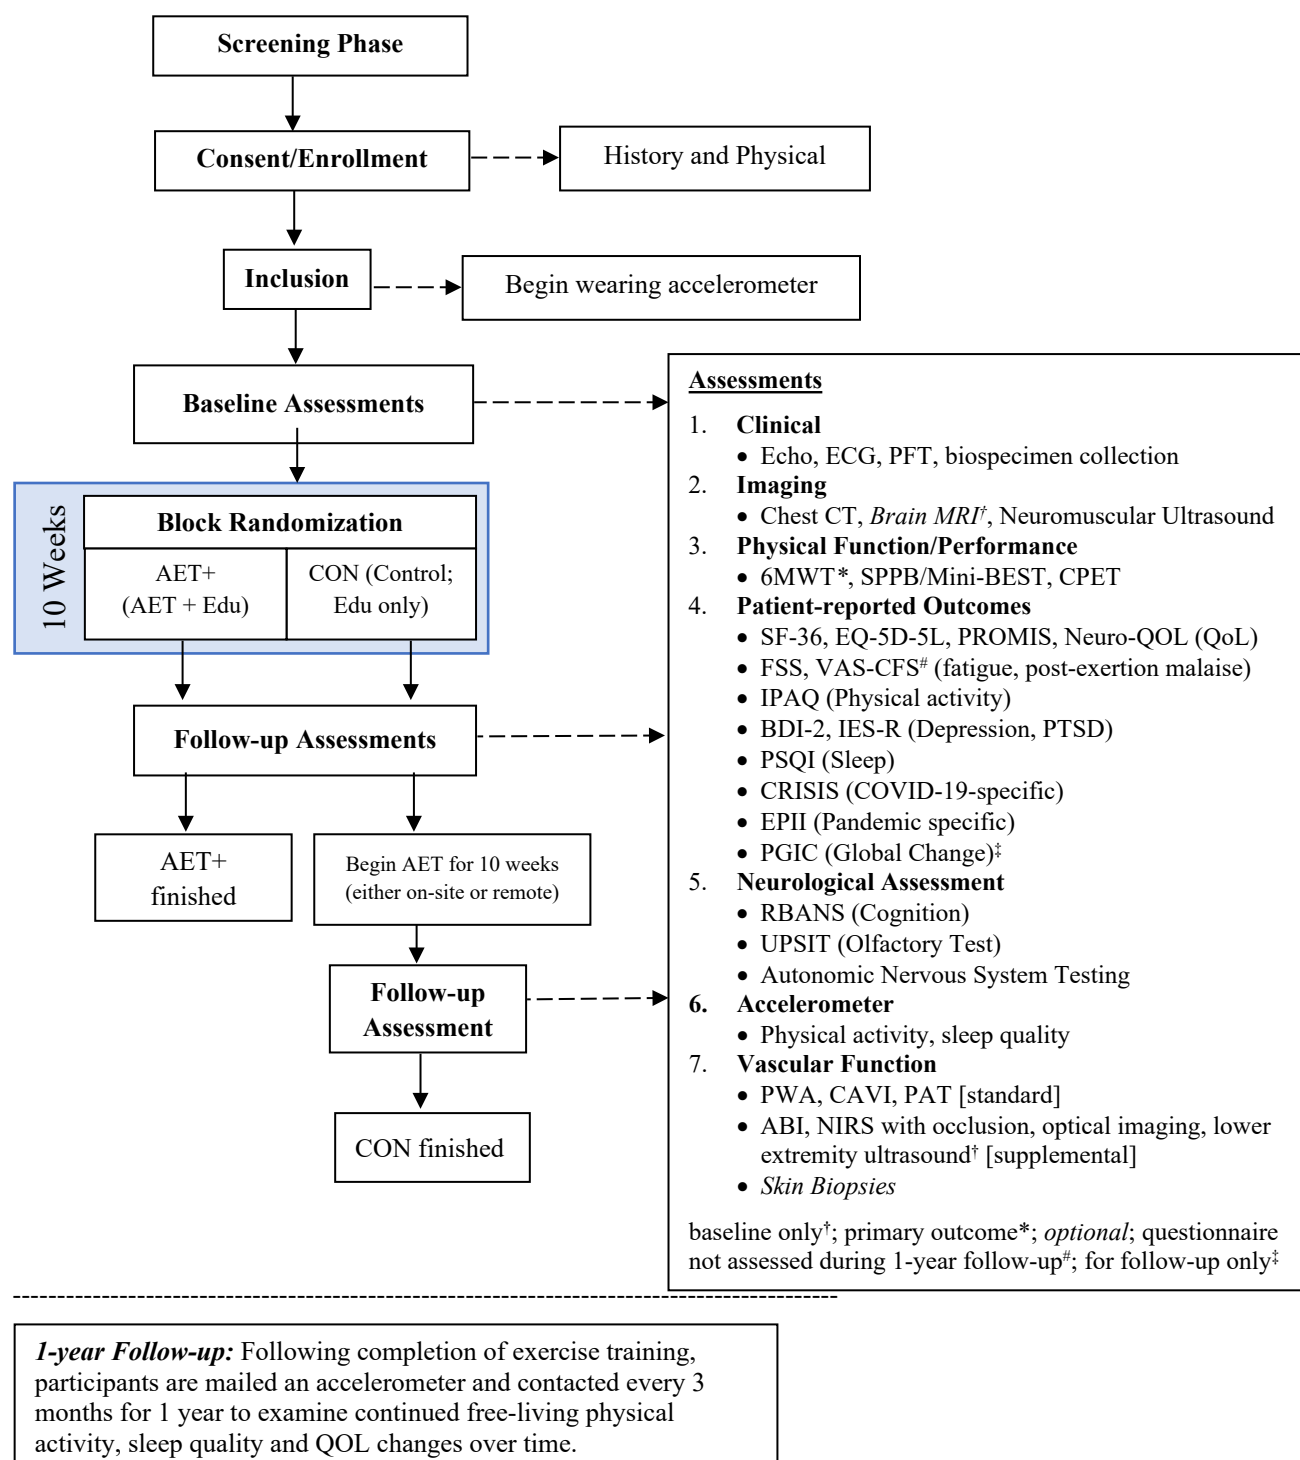 Screening Phase
Consent/Enrollment
History and Physical
Inclusion
Begin wearing accelerometer
Baseline Assessments
10 Weeks
Block Randomization
AET+
(AET + Edu)
CON (Control;
Edu only)
Follow-up Assessments
AET+
finished
Begin AET for 10 weeks
(either on-site or remote)
Follow-up
Assessment
CON finished
Assessments
1. Clinical
• Echo, ECG, PFT, biospecimen collection
2. Imaging
• Chest CT, Brain MRI†, Neuromuscular Ultrasound
3. Physical Function/Performance
• 6MWT*, SPPB/Mini-BEST, CPET
4. Patient-reported Outcomes
• SF-36, EQ-5D-5L, PROMIS, Neuro-QOL (QoL)
• FSS, VAS-CFS# (fatigue, post-exertion malaise)
• IPAQ (Physical activity)
• BDI-2, IES-R (Depression, PTSD)
• PSQI (Sleep)
• CRISIS (COVID-19-specific)
• EPII (Pandemic specific)
• PGIC (Global Change)‡
5. Neurological Assessment
• RBANS (Cognition)
• UPSIT (Olfactory Test)
• Autonomic Nervous System Testing
6. Accelerometer
• Physical activity, sleep quality
7. Vascular Function
• PWA, CAVI, PAT [standard]
• ABI, NIRS with occlusion, optical imaging, lower
extremity ultrasound† [supplemental]
• Skin Biopsies
baseline only†; primary outcome*; optional; questionnaire
not assessed during 1-year follow-up#; for follow-up only‡
1-year Follow-up: Following completion of exercise training,
participants are mailed an accelerometer and contacted every 3
months for 1 year to examine continued free-living physical
activity, sleep quality and QOL changes over time.